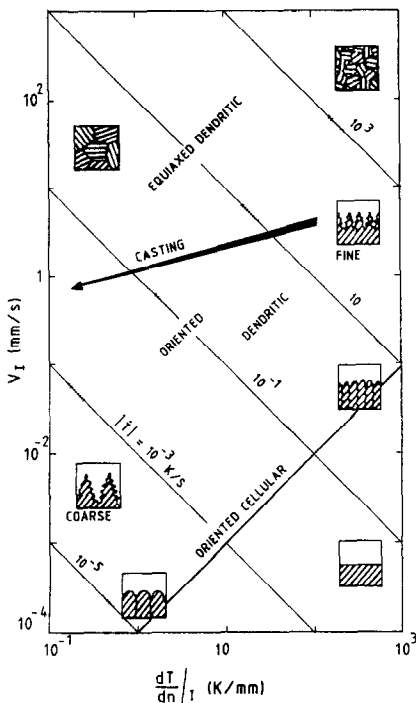 10²
1
10⁻²
10⁻⁴
V_I (mm/s)
10³
EQUIAXED DENDRITIC
FINE
CASTING
10
ORIENTED
DENDRITIC
10⁻¹
|Ṫ| = 10⁻³
K/S
COARSE
ORIENTED CELLULAR
10⁻⁵
10⁻¹
10
10³
dT/dn|_I (K/mm)